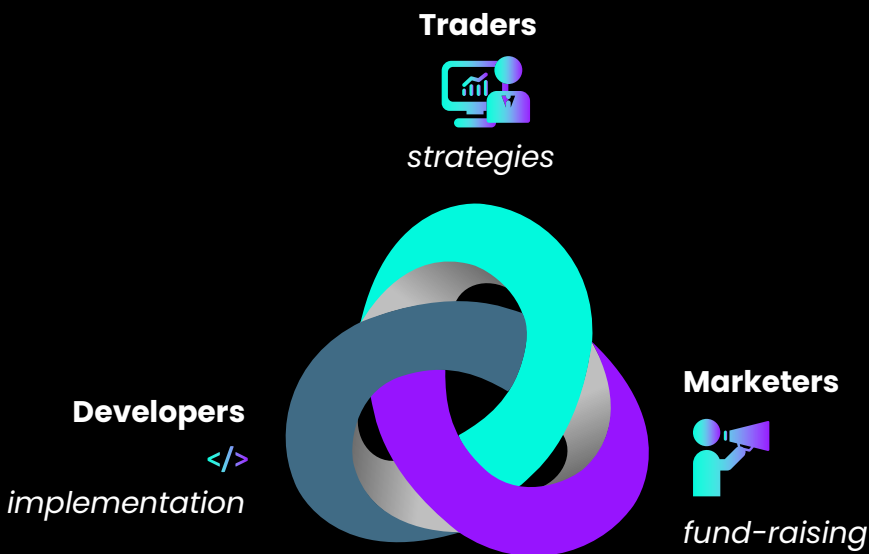 Traders
strategies
Developers
</>
implementation
Marketers
fund-raising